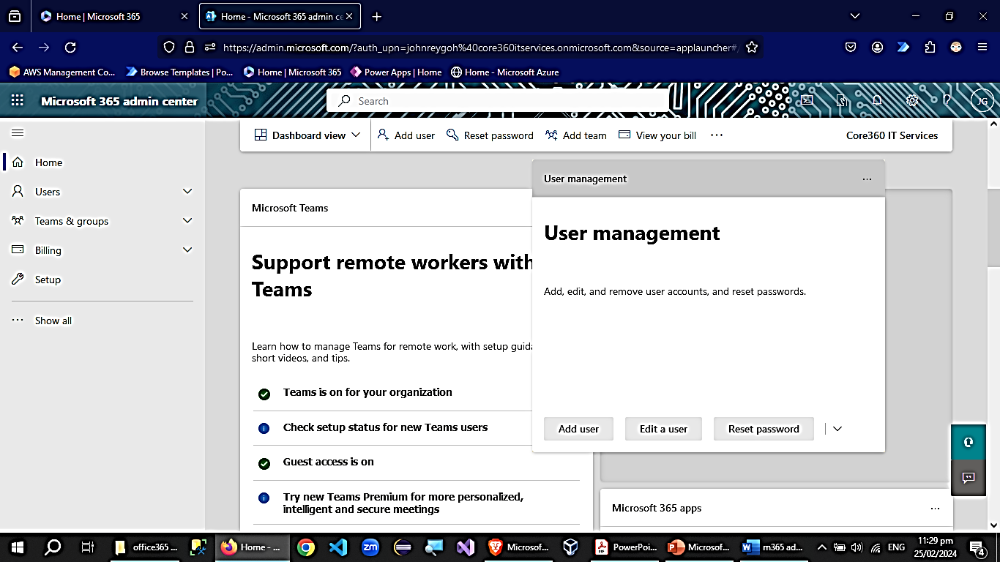 Home | Microsoft 365
Home - Microsoft 365 admin ce
https://admin.microsoft.com/?auth_upn=johnreygoh%40core360itservices.onmicrosoft.com&source=applauncher#
AWS Management Co...
Browse Templates | Po...
Home | Microsoft 365
Power Apps | Home
Home - Microsoft Azure
Microsoft 365 admin center
Search
JG
Dashboard view
Add user
Reset password
Add team
View your bill
...
Core360 IT Services
Home
Users
Teams & groups
Billing
Setup
... Show all
Microsoft Teams
Support remote workers with
Teams
Learn how to manage Teams for remote work, with setup guida
short videos, and tips.
Teams is on for your organization
Check setup status for new Teams users
Guest access is on
Try new Teams Premium for more personalized,
intelligent and secure meetings
User management
...
User management
Add, edit, and remove user accounts, and reset passwords.
Add user
Edit a user
Reset password
Microsoft 365 apps
...
office365 ...
Home - ...
zm
Microsof...
PowerPoi...
Microsof...
m365 ad...
ENG
11:29 pm
25/02/2024
4